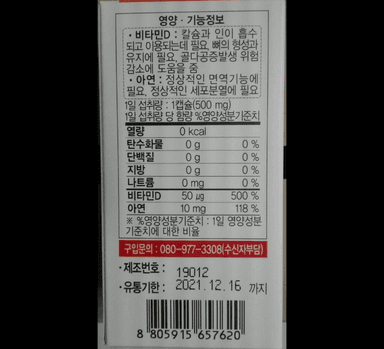 영양·기능정보
·비타민D : 칼슘과 인이 흡수
되고 이용되는데 필요, 뼈의 형성과
유지에 필요, 골다공증발생 위험
감소에 도움을 줌
·아연 : 정상적인 면역기능에
필요, 정상적인 세포분열에 필요
1일 섭취량 : 1캡슐(500 mg)
1일 섭취량 당 함량 %영양성분기준치
열량 0 kcal
탄수화물 0 g 0 %
단백질 0 g 0 %
지방 0 g 0 %
나트륨 0 mg 0 %
비타민D 50 ㎍ 500 %
아연 10 mg 118 %
※ %영양성분기준치 : 1일 영양성분
기준치에 대한 비율
구입문의 : 080-977-3308(수신자부담)
·제조번호 : 19012
·유통기한 : 2021.12.16 까지
8 805915 657620